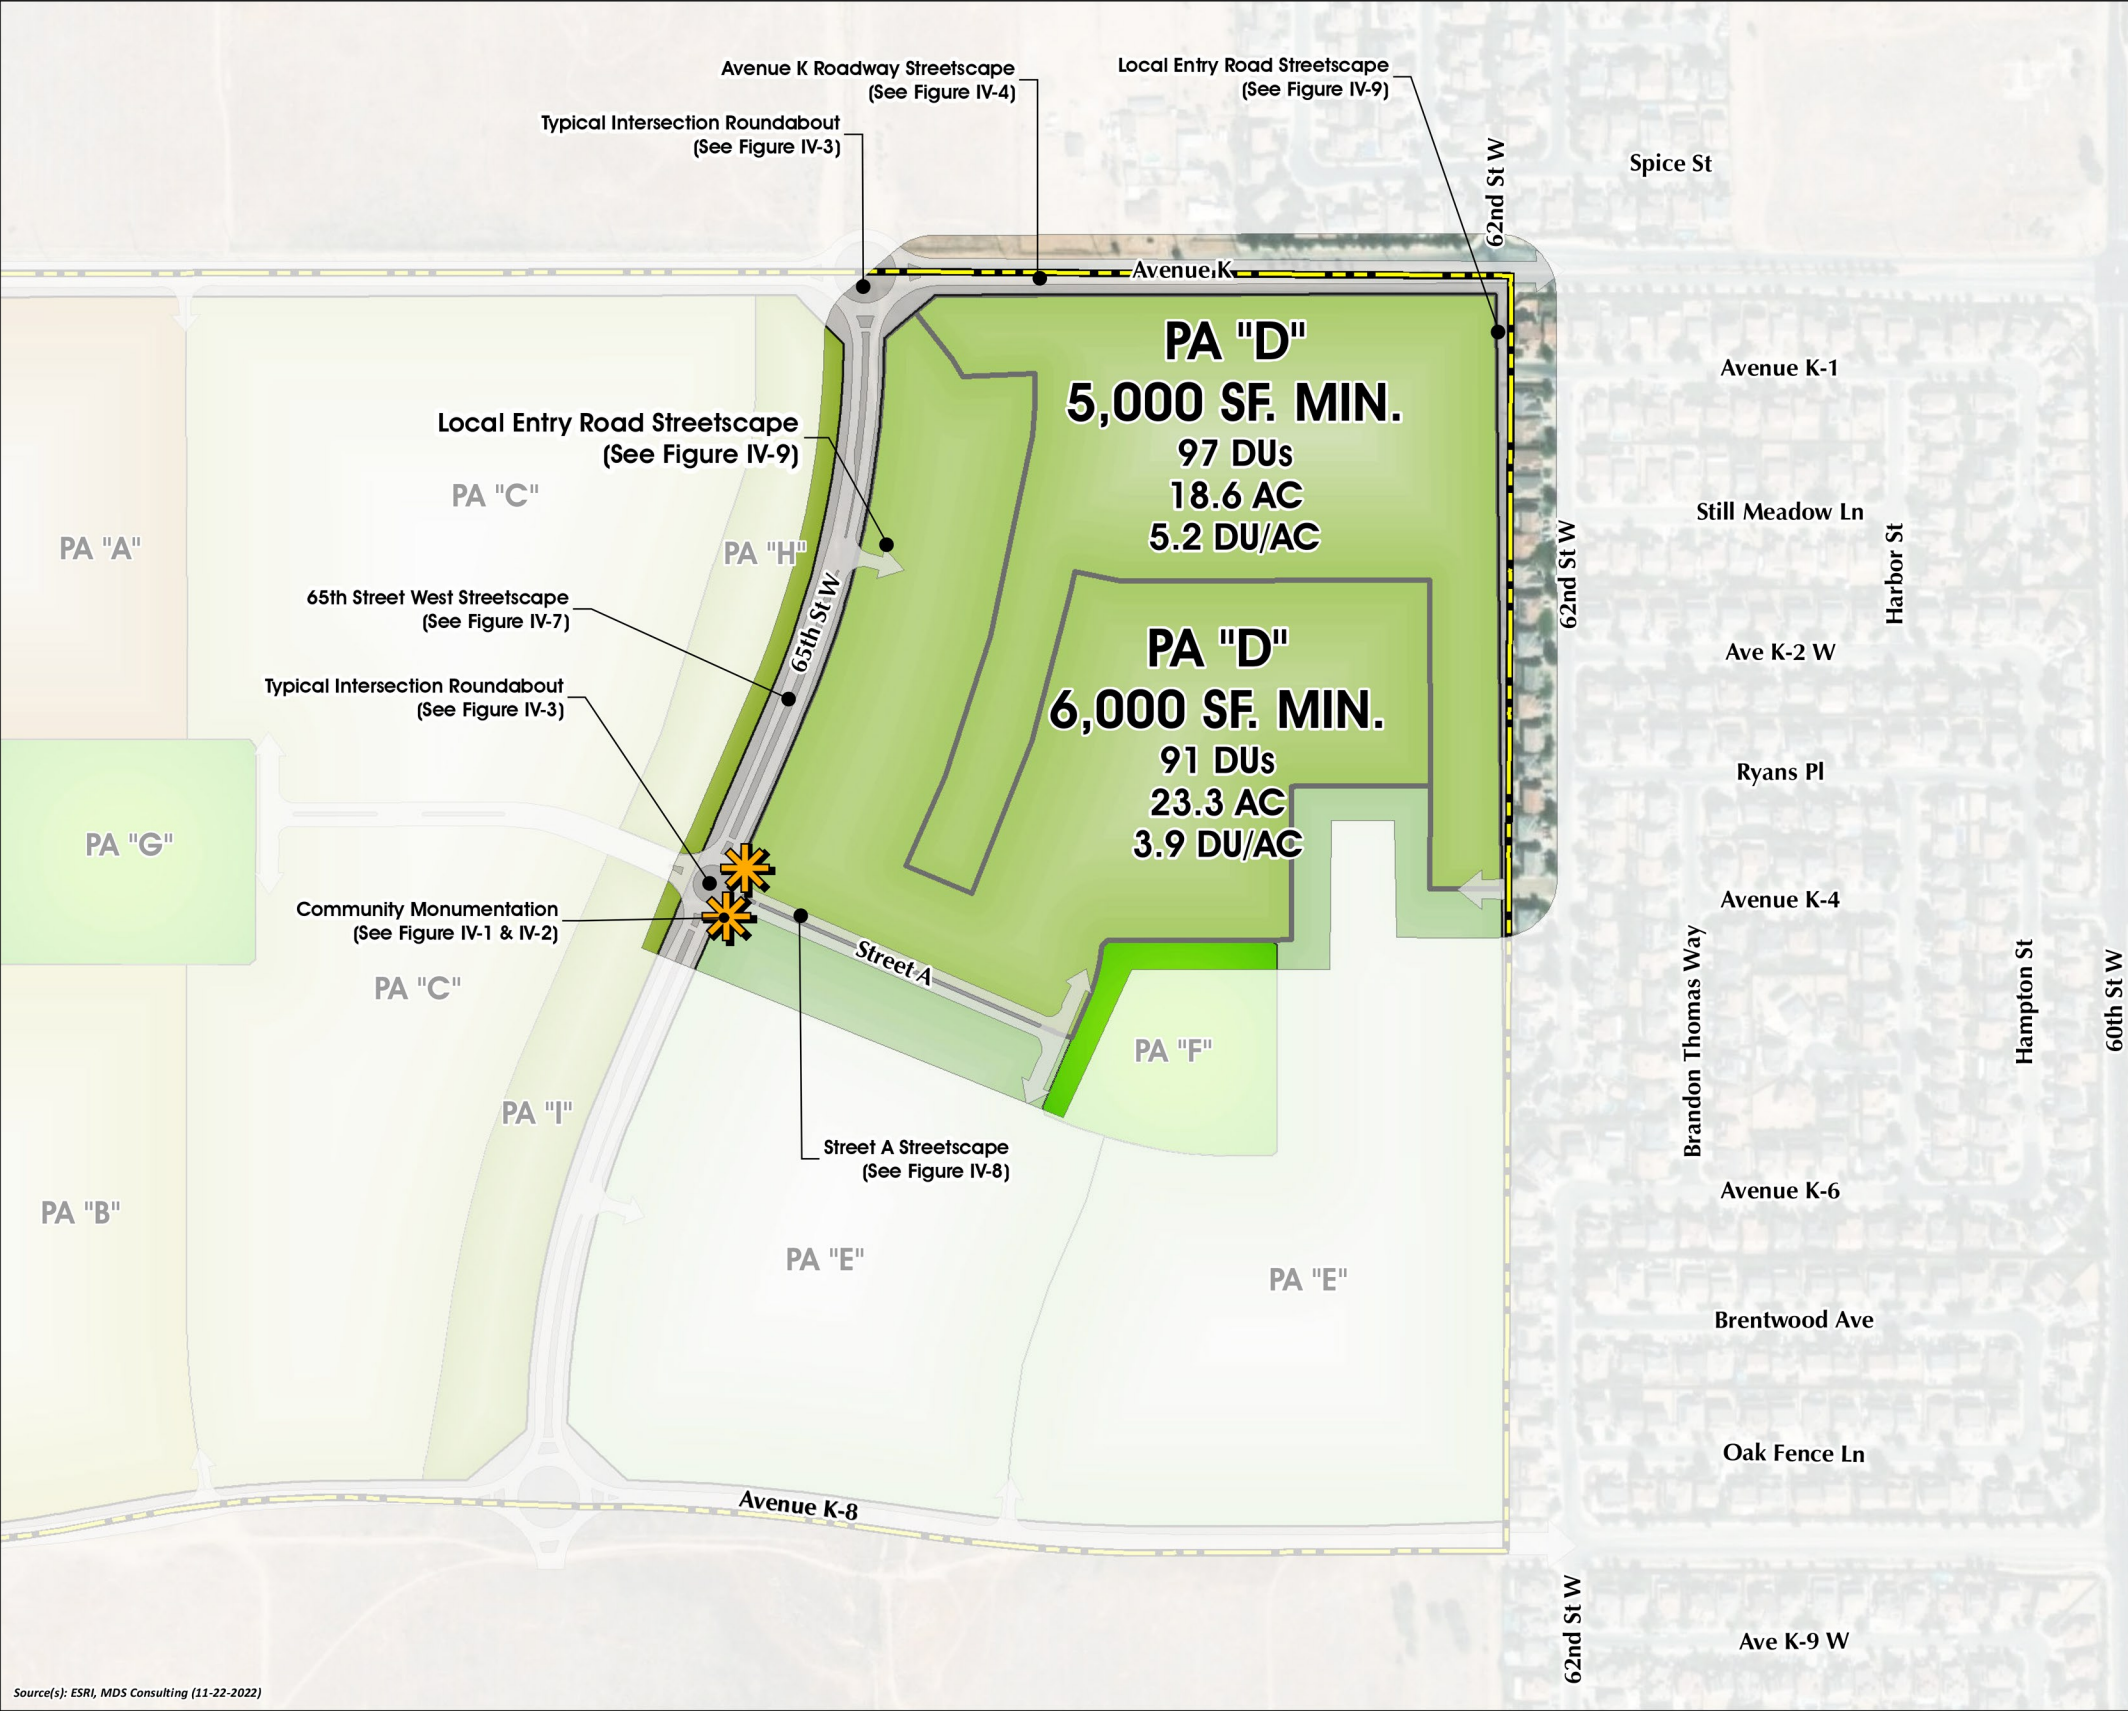 Avenue K Roadway Streetscape
(See Figure IV-4)
Local Entry Road Streetscape
(See Figure IV-9)
Typical Intersection Roundabout
(See Figure IV-3)
62nd St W
Spice St
Avenue K
PA "D"
5,000 SF. MIN.
97 DUs
18.6 AC
5.2 DU/AC
Avenue K-1
Local Entry Road Streetscape
(See Figure IV-9)
PA "C"
PA "A"
PA "H"
Still Meadow Ln
Harbor St
62nd St W
65th Street West Streetscape
(See Figure IV-7)
65th St W
PA "D"
6,000 SF. MIN.
91 DUs
23.3 AC
3.9 DU/AC
Ave K-2 W
Typical Intersection Roundabout
(See Figure IV-3)
Ryans Pl
PA "G"
Community Monumentation
(See Figure IV-1 & IV-2)
Avenue K-4
Street A
PA "C"
Brandon Thomas Way
Hampton St
60th St W
PA "F"
PA "I"
Street A Streetscape
(See Figure IV-8)
PA "B"
Avenue K-6
PA "E"
PA "E"
Brentwood Ave
Oak Fence Ln
Avenue K-8
62nd St W
Ave K-9 W
Source(s): ESRI, MDS Consulting (11-22-2022)